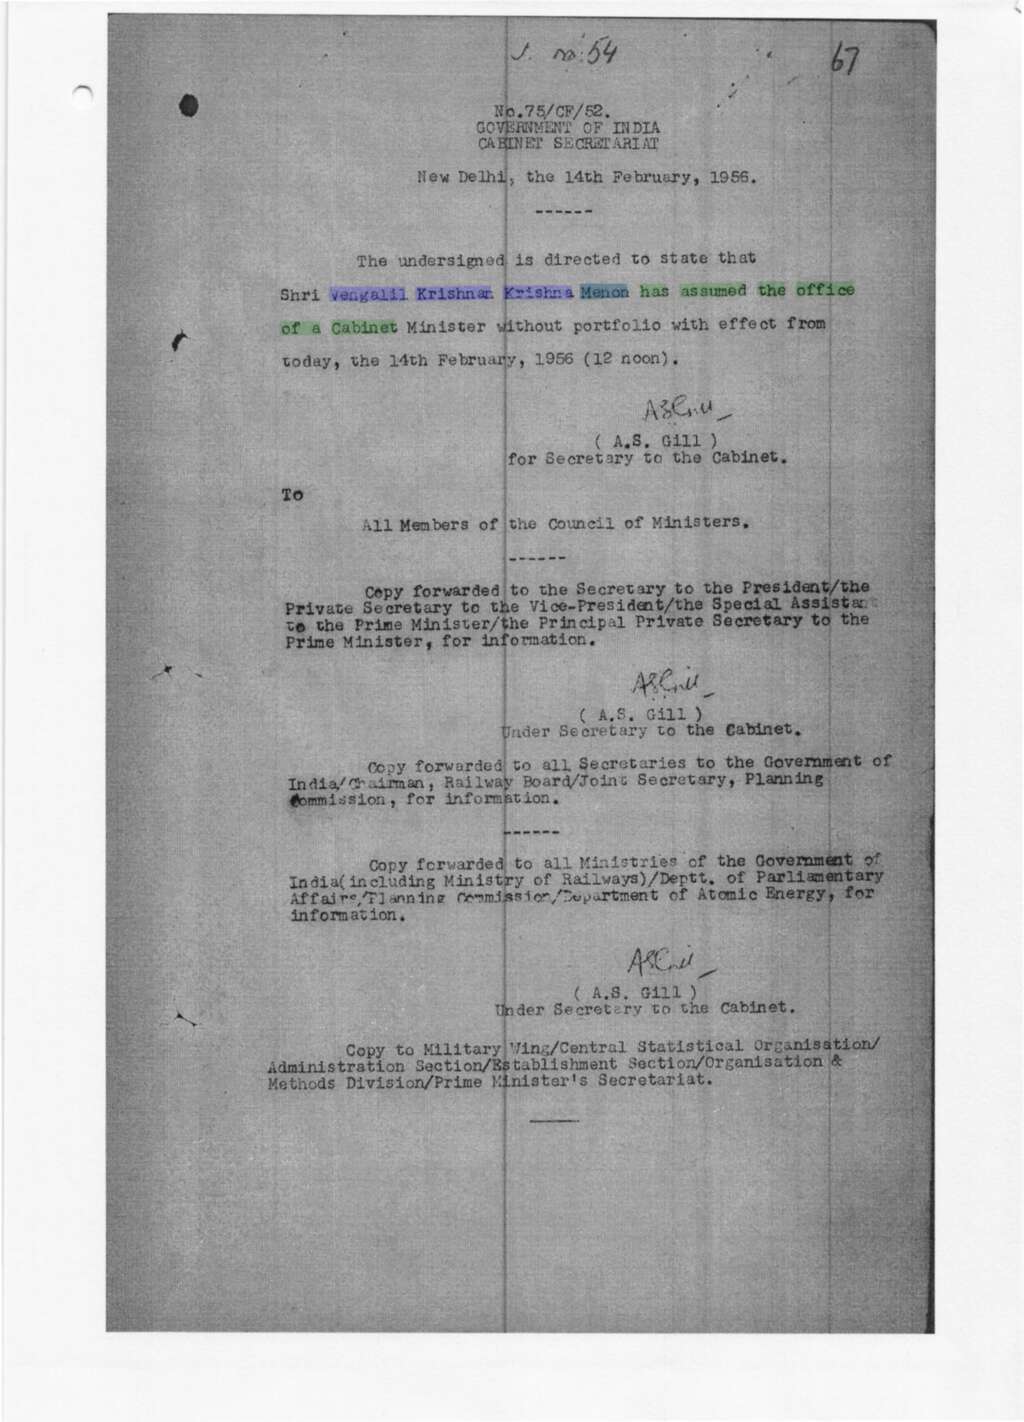 J. no: 54
67
No.75/CF/52.
GOVERNMENT OF INDIA
CABINET SECRETARIAT
New Delhi, the 14th February, 1956.
------
The undersigned is directed to state that
Shri Vengalil Krishnan Krishna Menon has assumed the office
of a Cabinet Minister without portfolio with effect from
today, the 14th February, 1956 (12 noon).
ASGill
( A.S. Gill )
for Secretary to the Cabinet.
To
All Members of the Council of Ministers.
------
Copy forwarded to the Secretary to the President/the
Private Secretary to the Vice-President/the Special Assistant
to the Prime Minister/the Principal Private Secretary to the
Prime Minister, for information.
ASGill
( A.S. Gill )
Under Secretary to the Cabinet.
Copy forwarded to all Secretaries to the Government of
India/Chairman, Railway Board/Joint Secretary, Planning
Commission, for information.
------
Copy forwarded to all Ministries of the Government of
India(including Ministry of Railways)/Deptt. of Parliamentary
Affairs/Planning Commission/Department of Atomic Energy, for
information.
ASGill
( A.S. Gill )
Under Secretary to the Cabinet.
Copy to Military Wing/Central Statistical Organisation/
Administration Section/Establishment Section/Organisation &
Methods Division/Prime Minister's Secretariat.